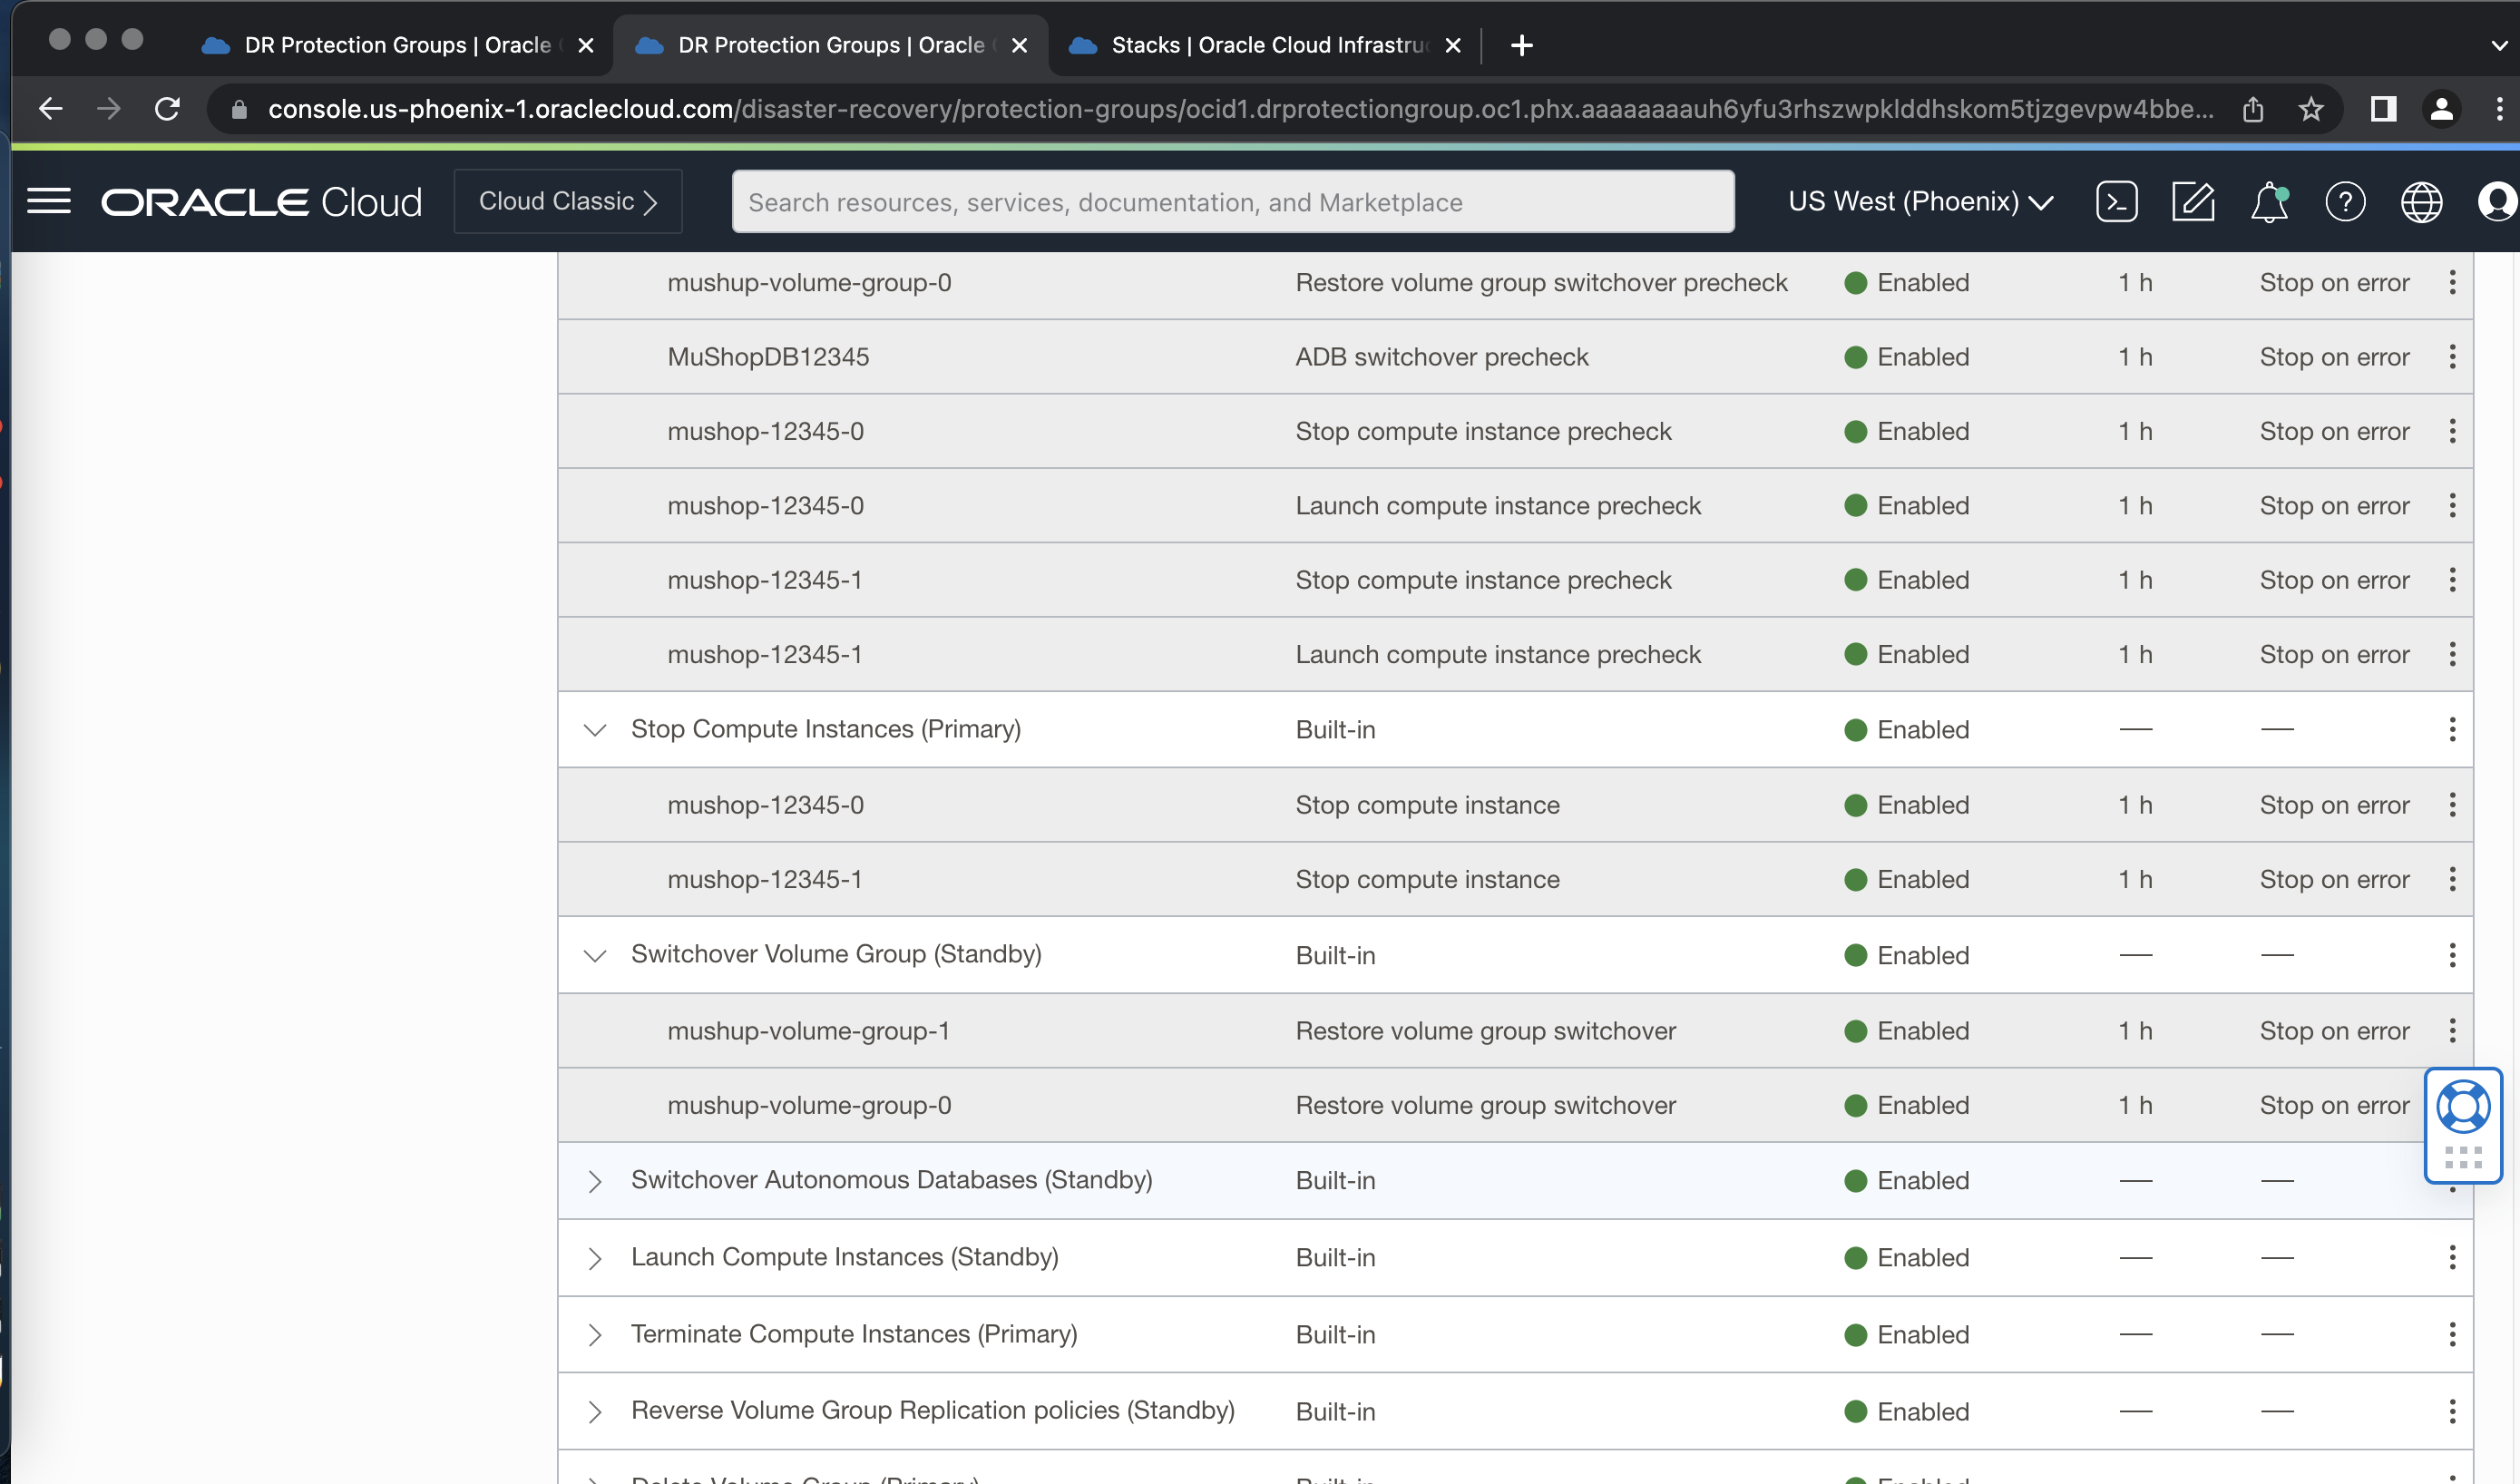 DR Protection Groups | Oracle
DR Protection Groups | Oracle
Stacks | Oracle Cloud Infrastru
console.us-phoenix-1.oraclecloud.com/disaster-recovery/protection-groups/ocid1.drprotectiongroup.oc1.phx.aaaaaaaauh6yfu3rhszwpklddhskom5tjzgevpw4bbe...
ORACLE Cloud
Cloud Classic
Search resources, services, documentation, and Marketplace
US West (Phoenix)
mushup-volume-group-0 Restore volume group switchover precheck Enabled 1 h Stop on error
MuShopDB12345 ADB switchover precheck Enabled 1 h Stop on error
mushop-12345-0 Stop compute instance precheck Enabled 1 h Stop on error
mushop-12345-0 Launch compute instance precheck Enabled 1 h Stop on error
mushop-12345-1 Stop compute instance precheck Enabled 1 h Stop on error
mushop-12345-1 Launch compute instance precheck Enabled 1 h Stop on error
Stop Compute Instances (Primary) Built-in Enabled — —
mushop-12345-0 Stop compute instance Enabled 1 h Stop on error
mushop-12345-1 Stop compute instance Enabled 1 h Stop on error
Switchover Volume Group (Standby) Built-in Enabled — —
mushup-volume-group-1 Restore volume group switchover Enabled 1 h Stop on error
mushup-volume-group-0 Restore volume group switchover Enabled 1 h Stop on error
Switchover Autonomous Databases (Standby) Built-in Enabled — —
Launch Compute Instances (Standby) Built-in Enabled — —
Terminate Compute Instances (Primary) Built-in Enabled — —
Reverse Volume Group Replication policies (Standby) Built-in Enabled — —
Delete Volume Group (Primary) Built-in Enabled